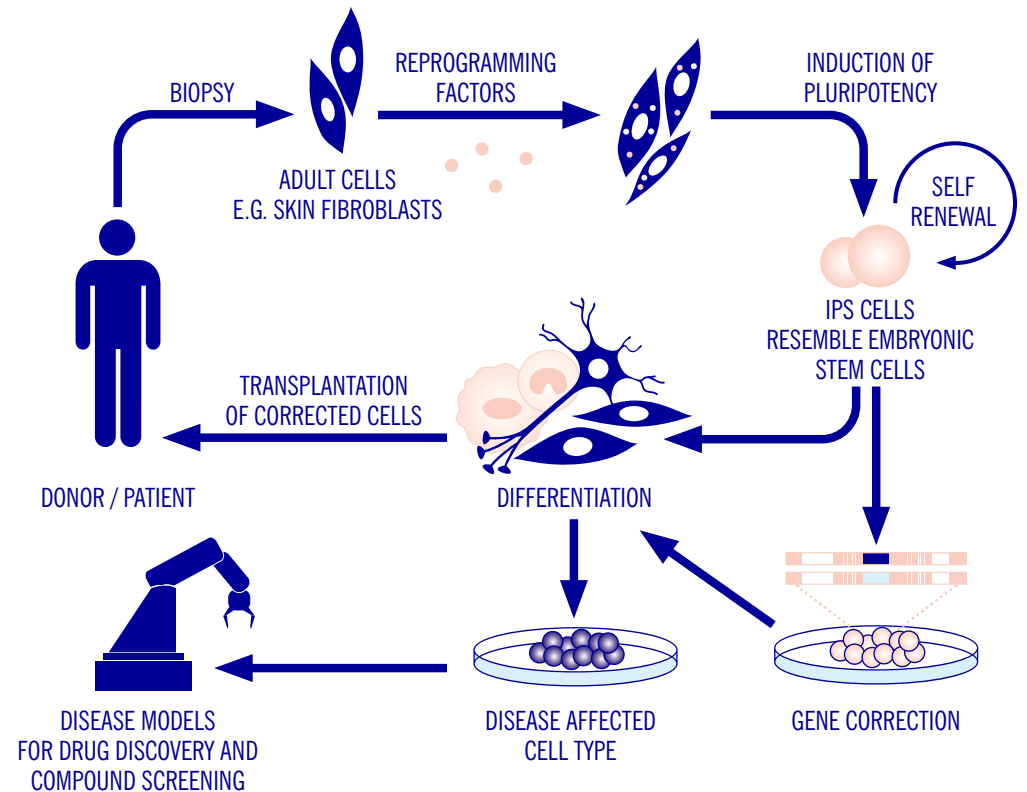 BIOPSY
REPROGRAMMING
FACTORS
INDUCTION OF
PLURIPOTENCY
ADULT CELLS
E.G. SKIN FIBROBLASTS
SELF
RENEWAL
IPS CELLS
RESEMBLE EMBRYONIC
STEM CELLS
TRANSPLANTATION
OF CORRECTED CELLS
DONOR / PATIENT
DIFFERENTIATION
DISEASE MODELS
FOR DRUG DISCOVERY AND
COMPOUND SCREENING
DISEASE AFFECTED
CELL TYPE
GENE CORRECTION